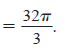 = 32π/3.